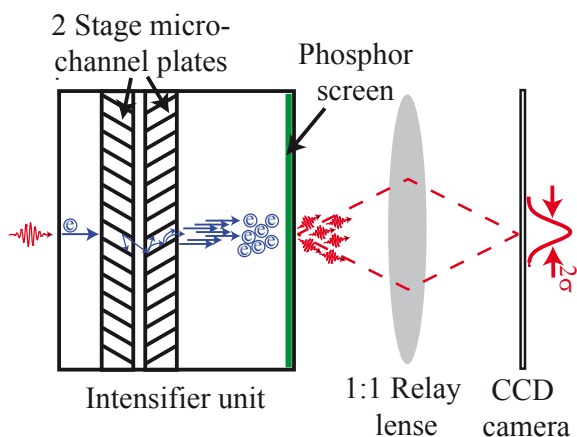 2 Stage micro-
channel plates
Phosphor
screen
e
e
e
e
e
e
e
e
e
2σ
Intensifier unit
1:1 Relay
lense
CCD
camera